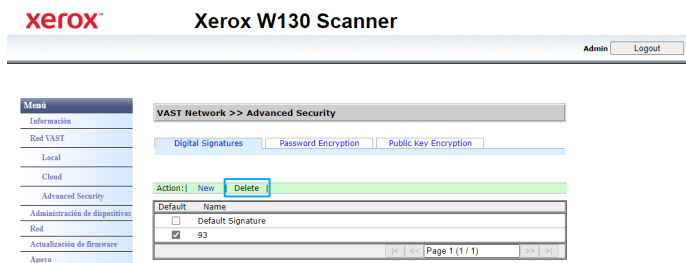 xerox™
Xerox W130 Scanner
Admin Logout
Menú
Información
Red VAST
Local
Cloud
Advanced Security
Administración de dispositivos
Red
Actualización de firmware
Apoyo
VAST Network >> Advanced Security
Digital Signatures Password Encryption Public Key Encryption
Action:| New | Delete |
Default Name
Default Signature
93
|< << Page 1 (1 / 1) >> >|